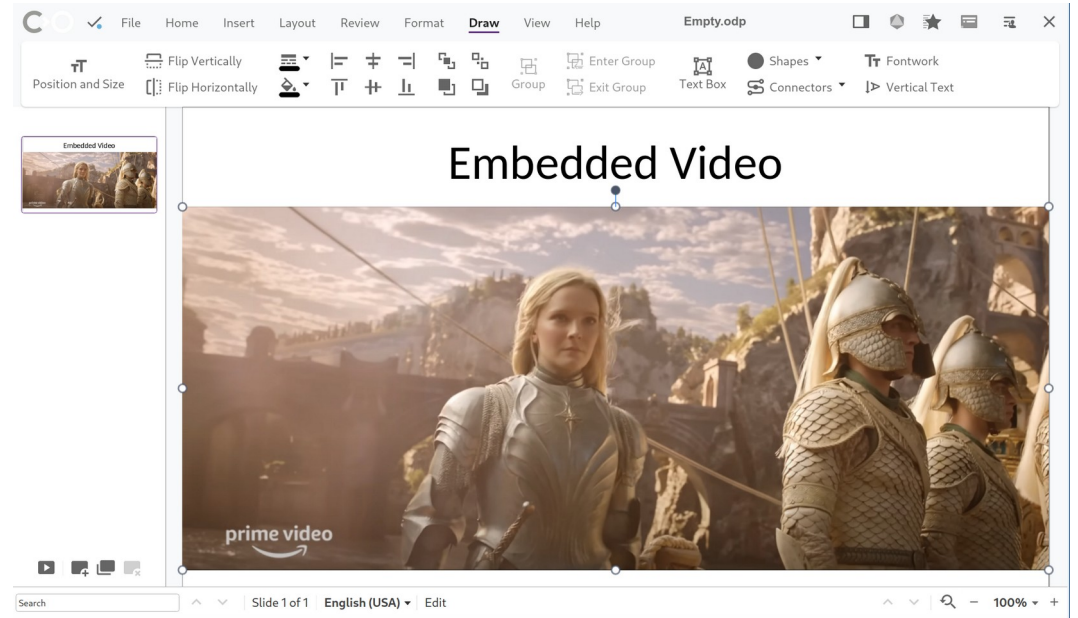 File Home Insert Layout Review Format Draw View Help Empty.odp
Position and Size
Flip Vertically
Flip Horizontally
Group
Enter Group
Exit Group
Text Box
Shapes
Connectors
Fontwork
Vertical Text
Embedded Video
Embedded Video
prime video
Search Slide 1 of 1 English (USA) Edit 100%